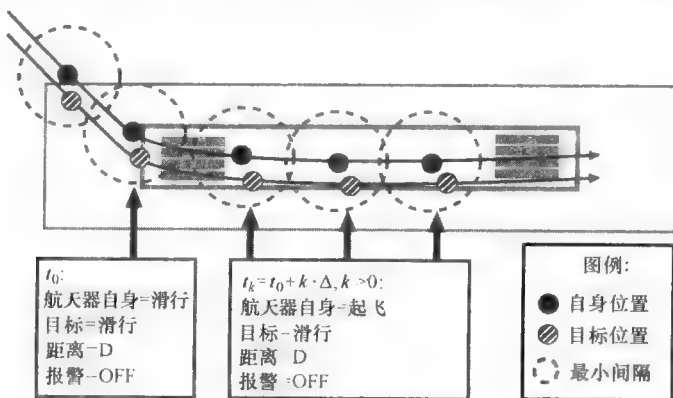 t₀:
航天器自身=滑行
目标=滑行
距离=D
报警=OFF
tₖ=t₀+k·Δ,k>0:
航天器自身=起飞
目标=滑行
距离 D
报警=OFF
图例:
自身位置
目标位置
最小间隔